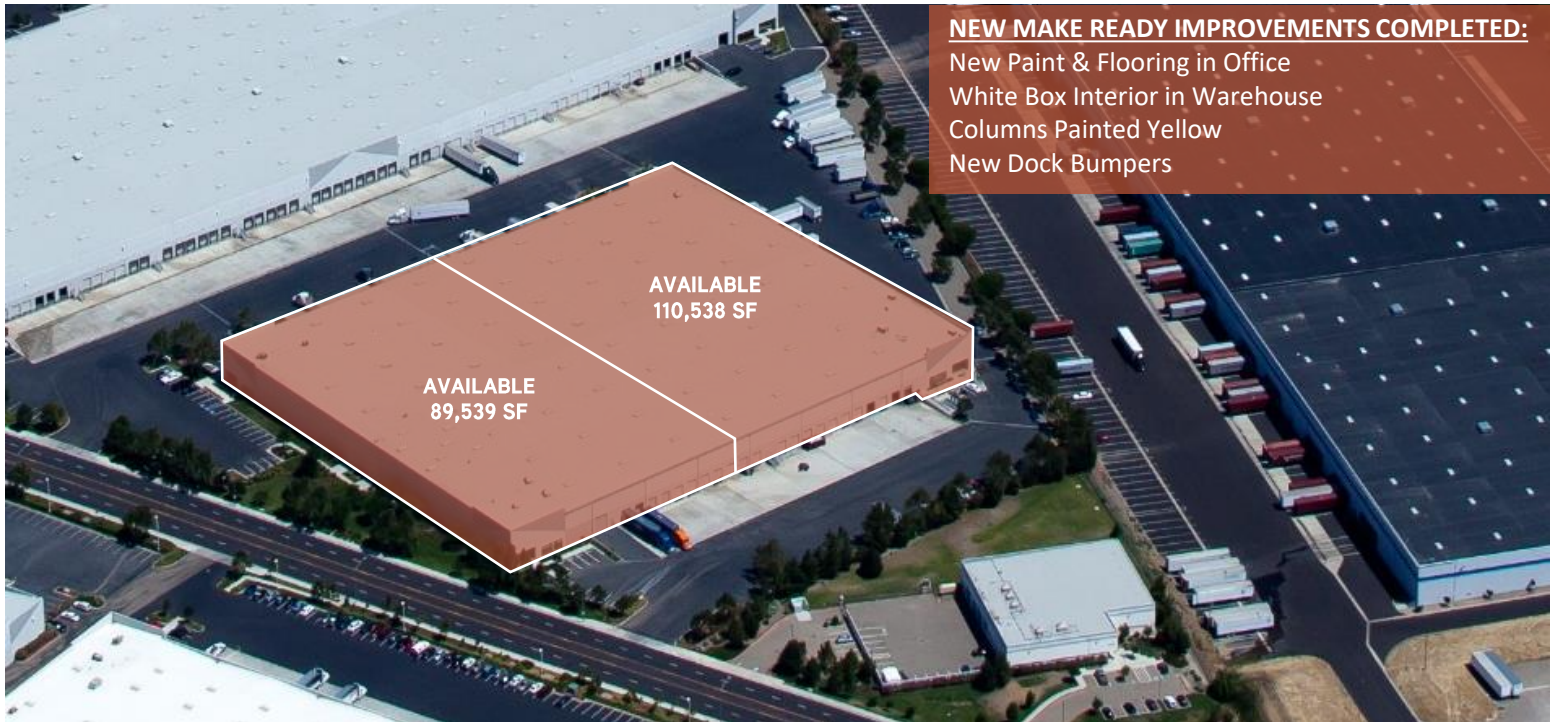 NEW MAKE READY IMPROVEMENTS COMPLETED:
New Paint & Flooring in Office
White Box Interior in Warehouse
Columns Painted Yellow
New Dock Bumpers
AVAILABLE
110,538 SF
AVAILABLE
89,539 SF